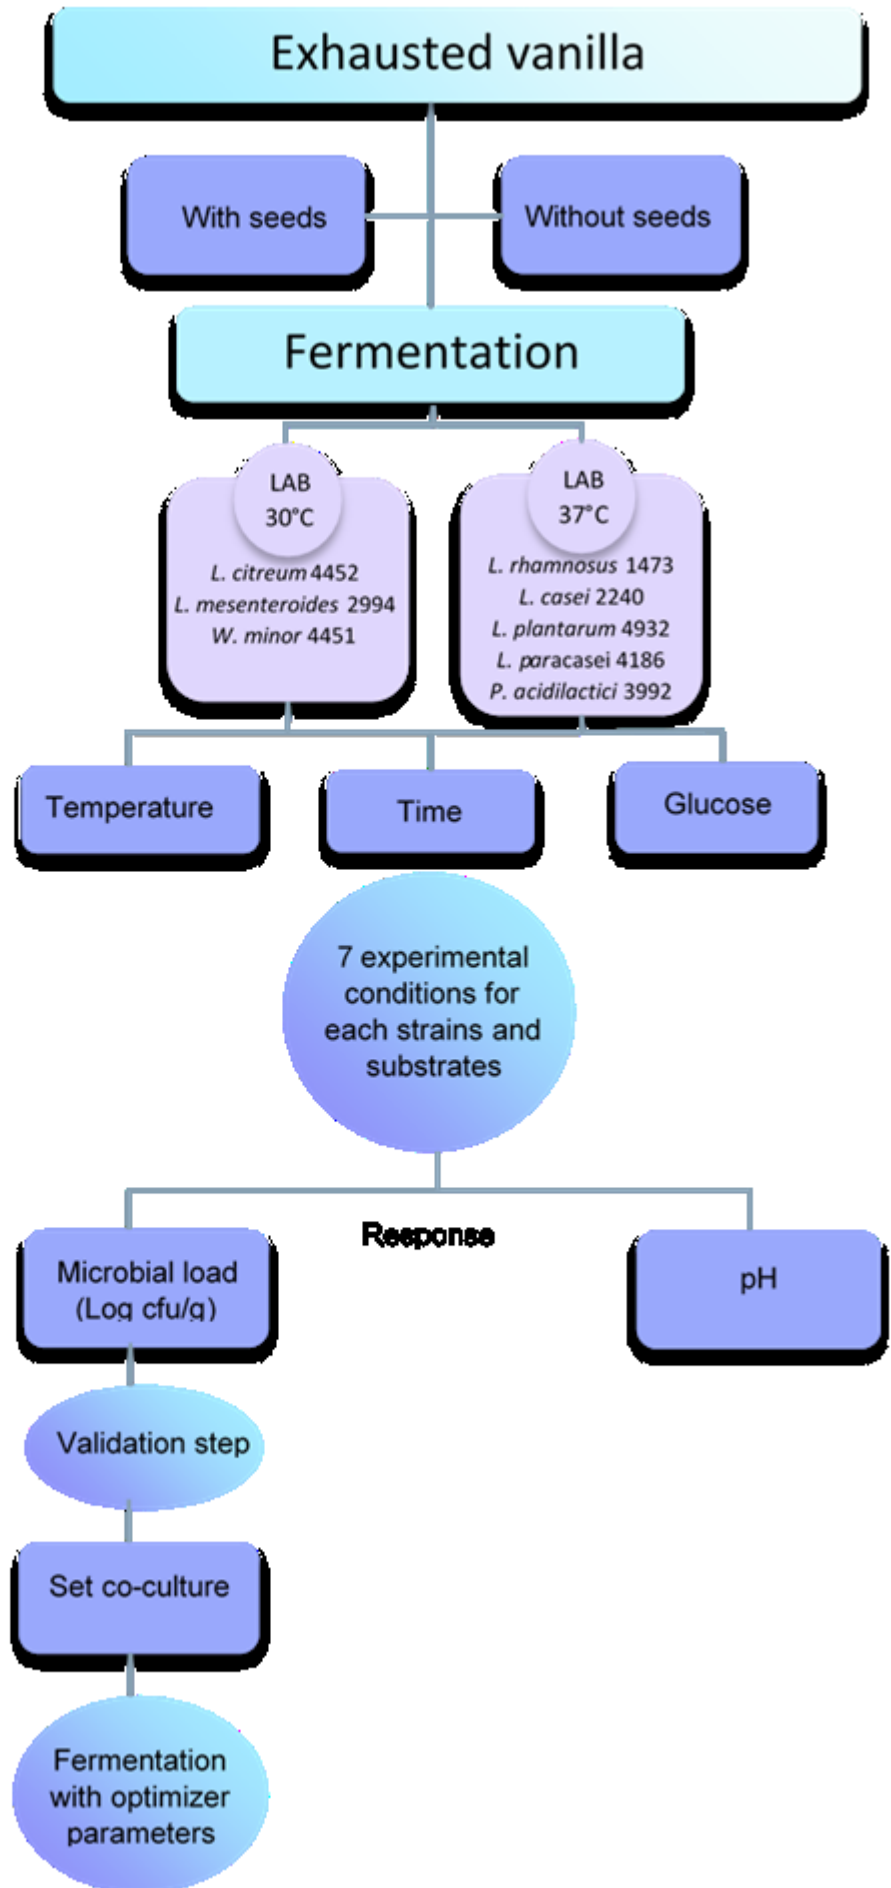 Exhausted vanilla
With seeds
Without seeds
Fermentation
LAB
30°C
L. citreum 4452
L. mesenteroides 2994
W. minor 4451
LAB
37°C
L. rhamnosus 1473
L. casei 2240
L. plantarum 4932
L. paracasei 4186
P. acidilactici 3992
Temperature
Time
Glucose
7 experimental
conditions for
each strains and
substrates
Response
Microbial load
(Log cfu/g)
pH
Validation step
Set co-culture
Fermentation
with optimizer
parameters